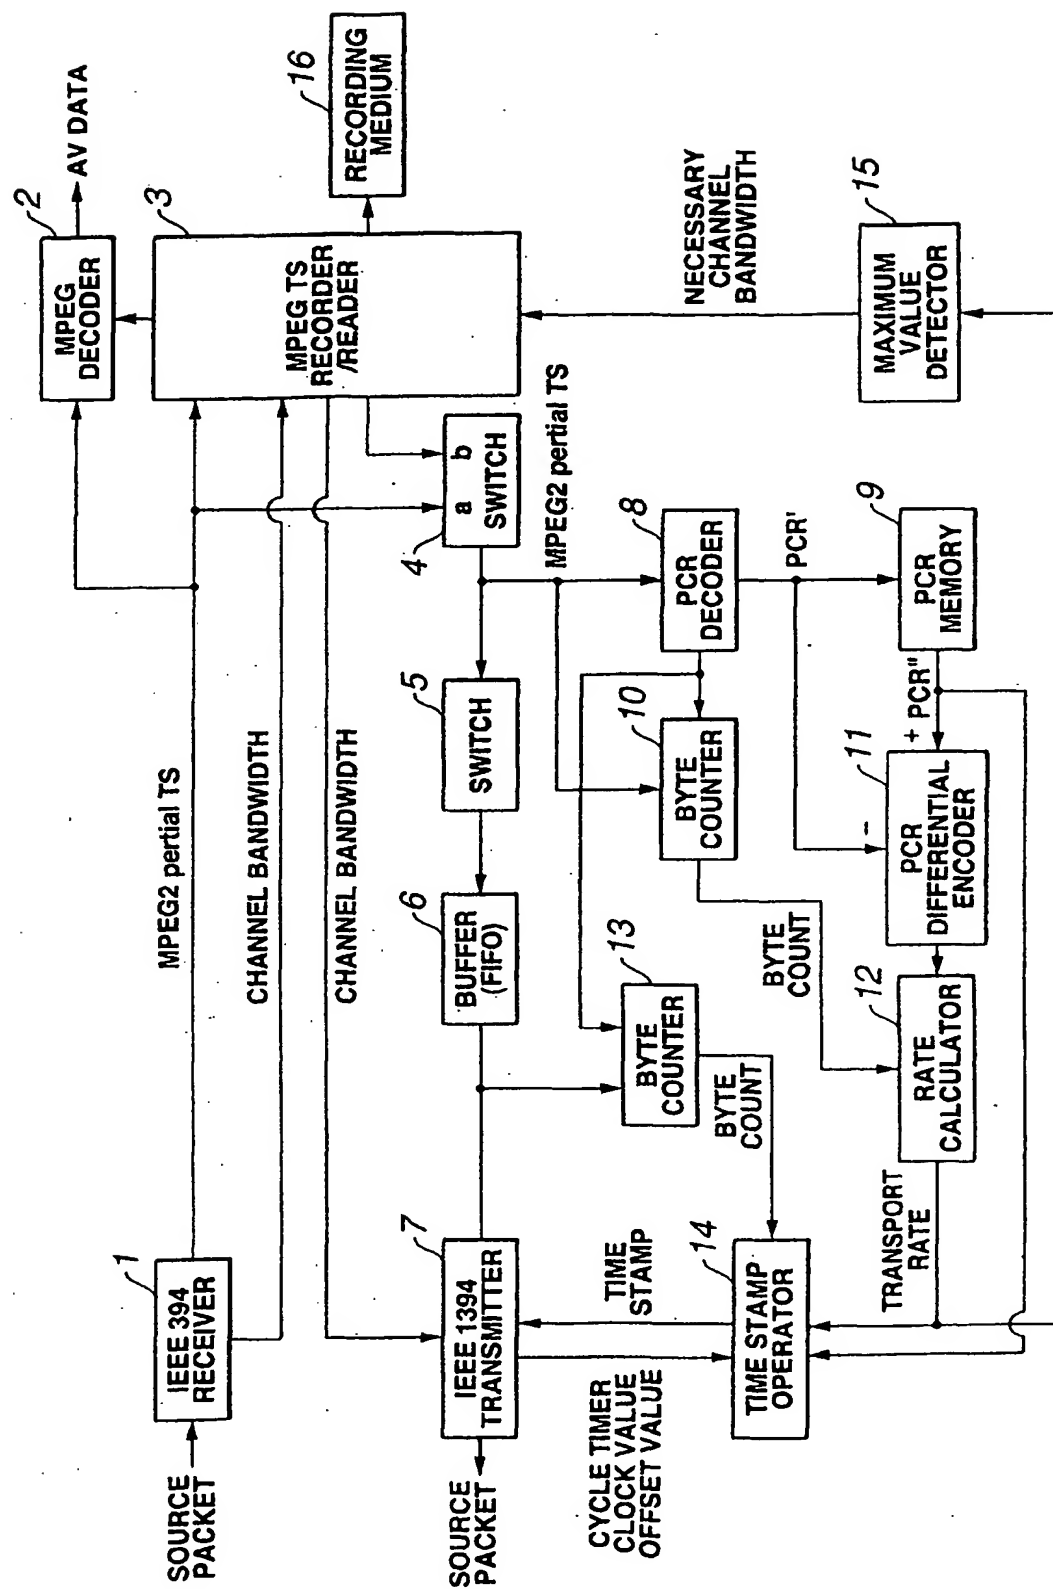 SOURCE
PACKET
1
IEEE 394
RECEIVER
MPEG2 pertial TS
CHANNEL BANDWIDTH
CHANNEL BANDWIDTH
2
MPEG
DECODER
AV DATA
3
MPEG TS
RECORDER
/READER
16
RECORDING
MEDIUM
4
a b
SWITCH
5
SWITCH
6
BUFFER
(FIFO)
7
IEEE 1394
TRANSMITTER
SOURCE
PACKET
MPEG2 pertial TS
NECESSARY
CHANNEL
BANDWIDTH
8
PCR
DECODER
PCR'
9
PCR
MEMORY
PCR"
+
-
10
BYTE
COUNTER
BYTE
COUNT
11
PCR
DIFFERENTIAL
ENCODER
12
RATE
CALCULATOR
TRANSPORT
RATE
13
BYTE
COUNTER
BYTE
COUNT
14
TIME STAMP
OPERATOR
TIME
STAMP
CYCLE TIMER
CLOCK VALUE
OFFSET VALUE
15
MAXIMUM
VALUE
DETECTOR